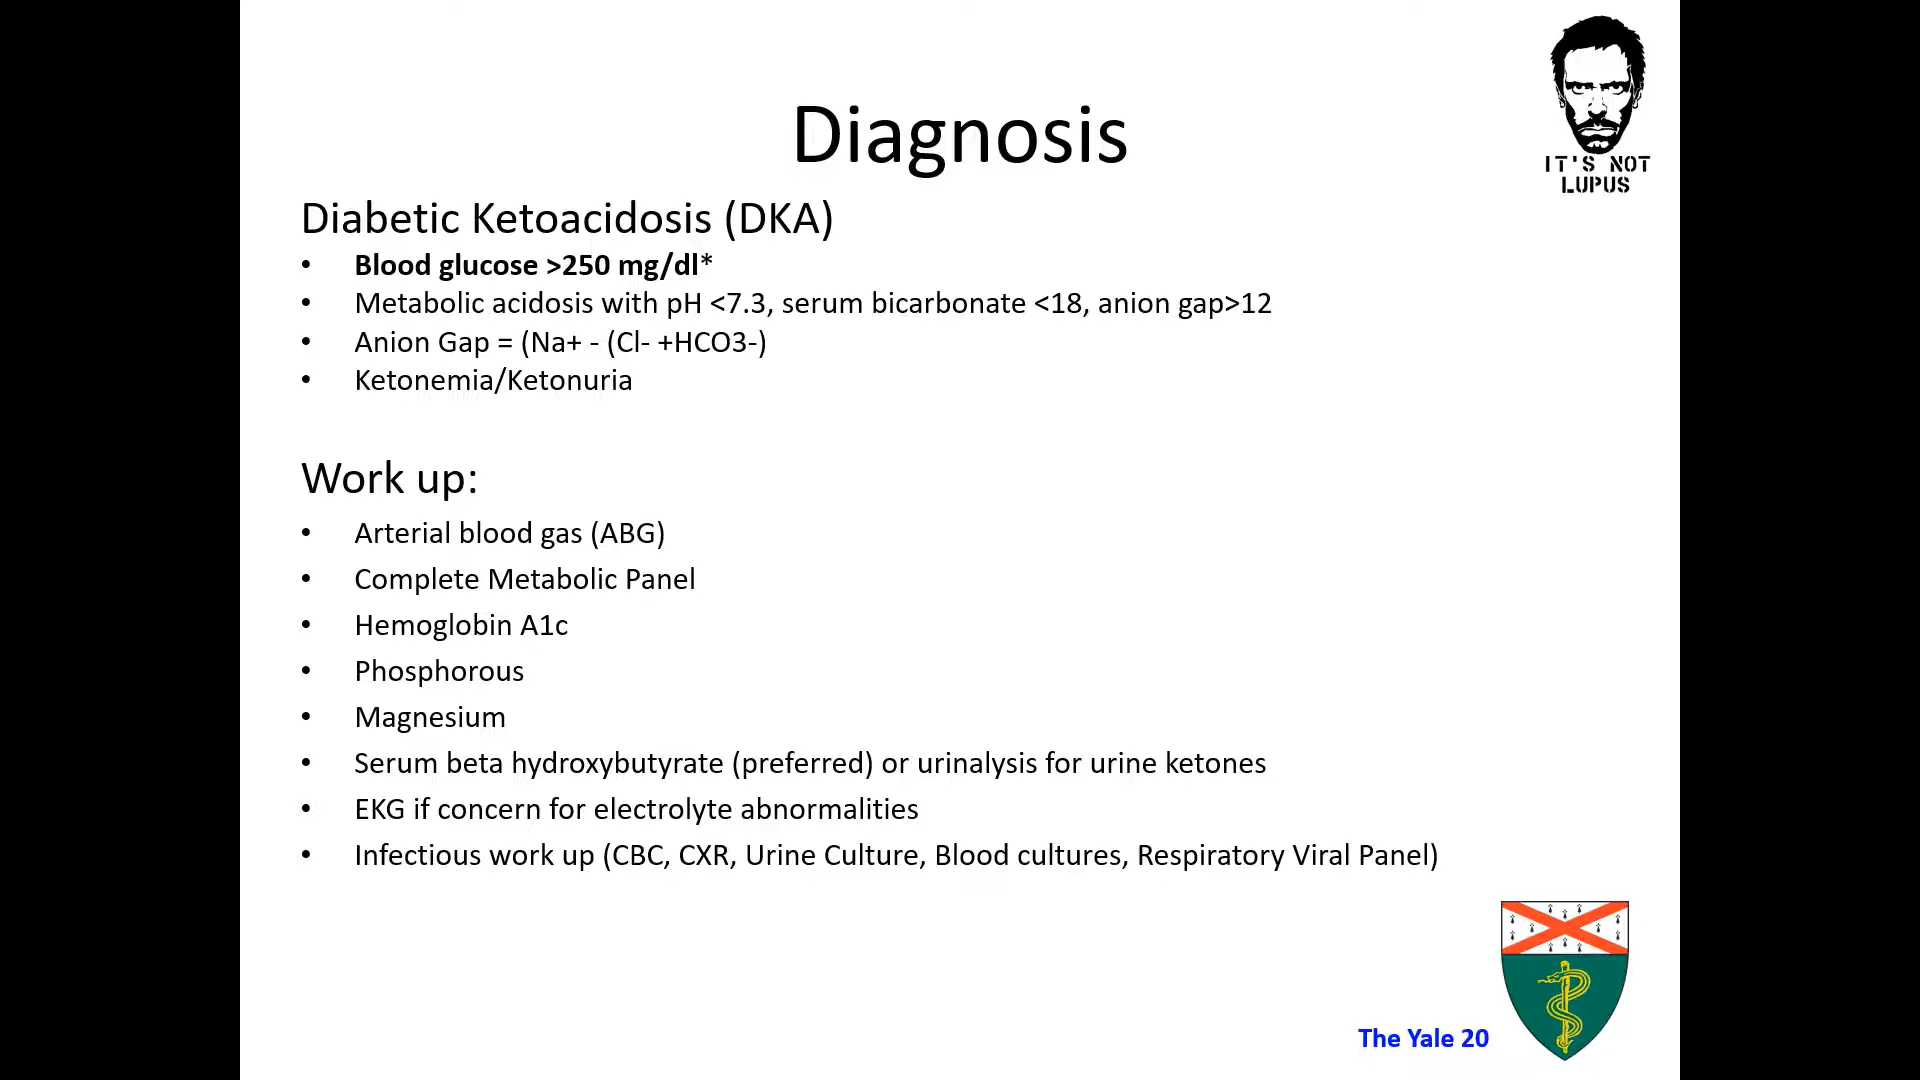 IT'S NOT
LUPUS
Diagnosis
Diabetic Ketoacidosis (DKA)
• Blood glucose >250 mg/dl*
• Metabolic acidosis with pH <7.3, serum bicarbonate <18, anion gap>12
• Anion Gap = (Na+ - (Cl- +HCO3-)
• Ketonemia/Ketonuria
Work up:
• Arterial blood gas (ABG)
• Complete Metabolic Panel
• Hemoglobin A1c
• Phosphorous
• Magnesium
• Serum beta hydroxybutyrate (preferred) or urinalysis for urine ketones
• EKG if concern for electrolyte abnormalities
• Infectious work up (CBC, CXR, Urine Culture, Blood cultures, Respiratory Viral Panel)
The Yale 20